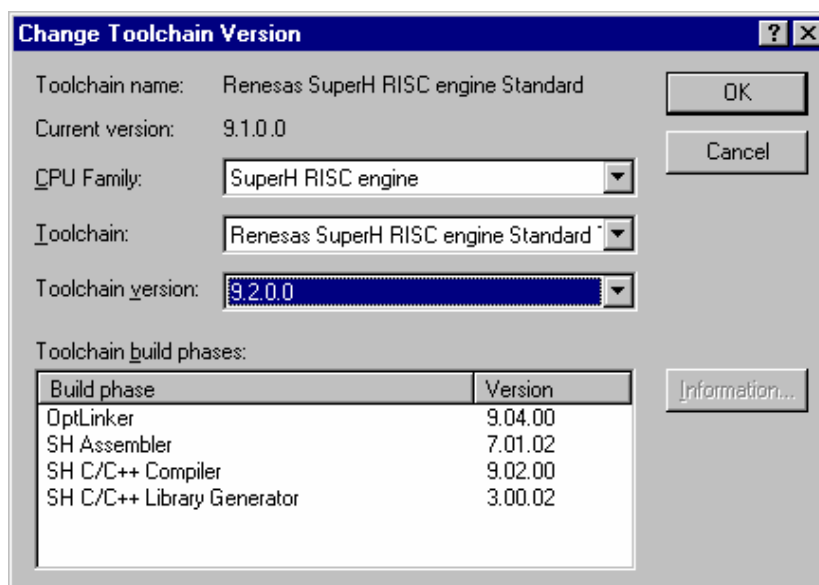 Change Toolchain Version
Toolchain name: Renesas SuperH RISC engine Standard
OK
Current version: 9.1.0.0
Cancel
CPU Family: SuperH RISC engine
Toolchain: Renesas SuperH RISC engine Standard
Toolchain version: 9.2.0.0
Toolchain build phases:
Build phase Version
Information...
OptLinker 9.04.00
SH Assembler 7.01.02
SH C/C++ Compiler 9.02.00
SH C/C++ Library Generator 3.00.02